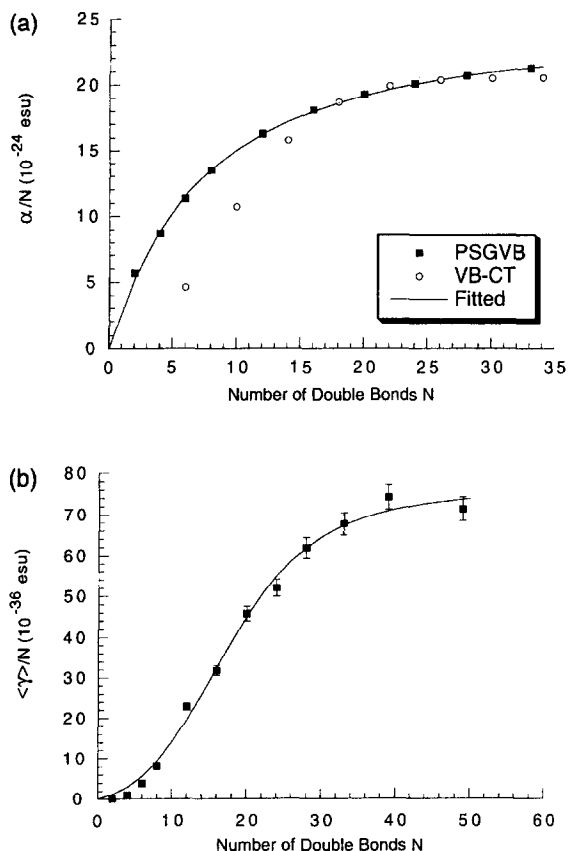 (a)
α/N (10⁻²⁴ esu)
25
20
15
10
5
0
PSGVB
VB-CT
Fitted
0 5 10 15 20 25 30 35
Number of Double Bonds N
(b)
<γ>/N (10⁻³⁶ esu)
80
70
60
50
40
30
20
10
0
0 10 20 30 40 50 60
Number of Double Bonds N